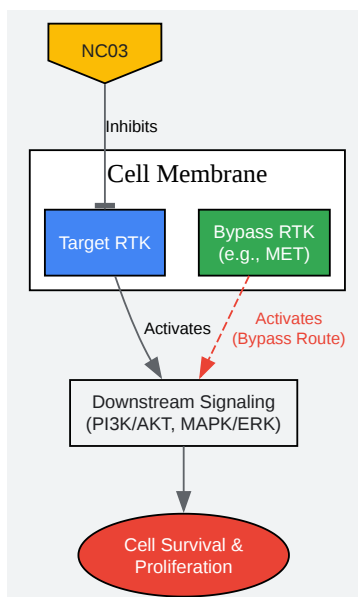 NC03
Inhibits
Cell Membrane
Target RTK
Bypass RTK
(e.g., MET)
Activates
Activates
(Bypass Route)
Downstream Signaling
(PI3K/AKT, MAPK/ERK)
Cell Survival &
Proliferation